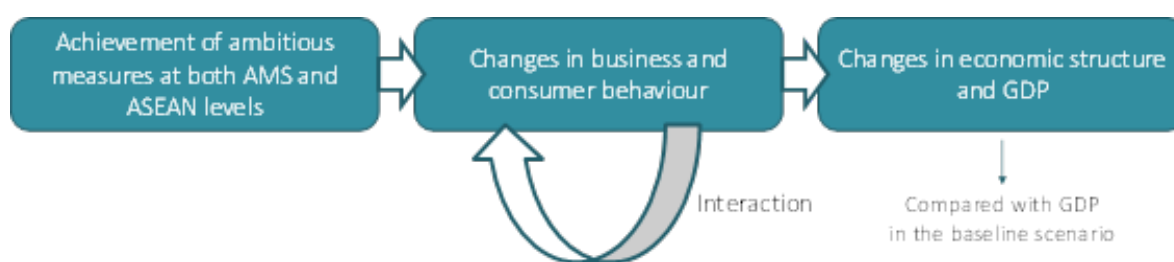 Achievement of ambitious
measures at both AMS and
ASEAN levels
Changes in business and
consumer behaviour
Changes in economic structure
and GDP
Interaction
Compared with GDP
in the baseline scenario